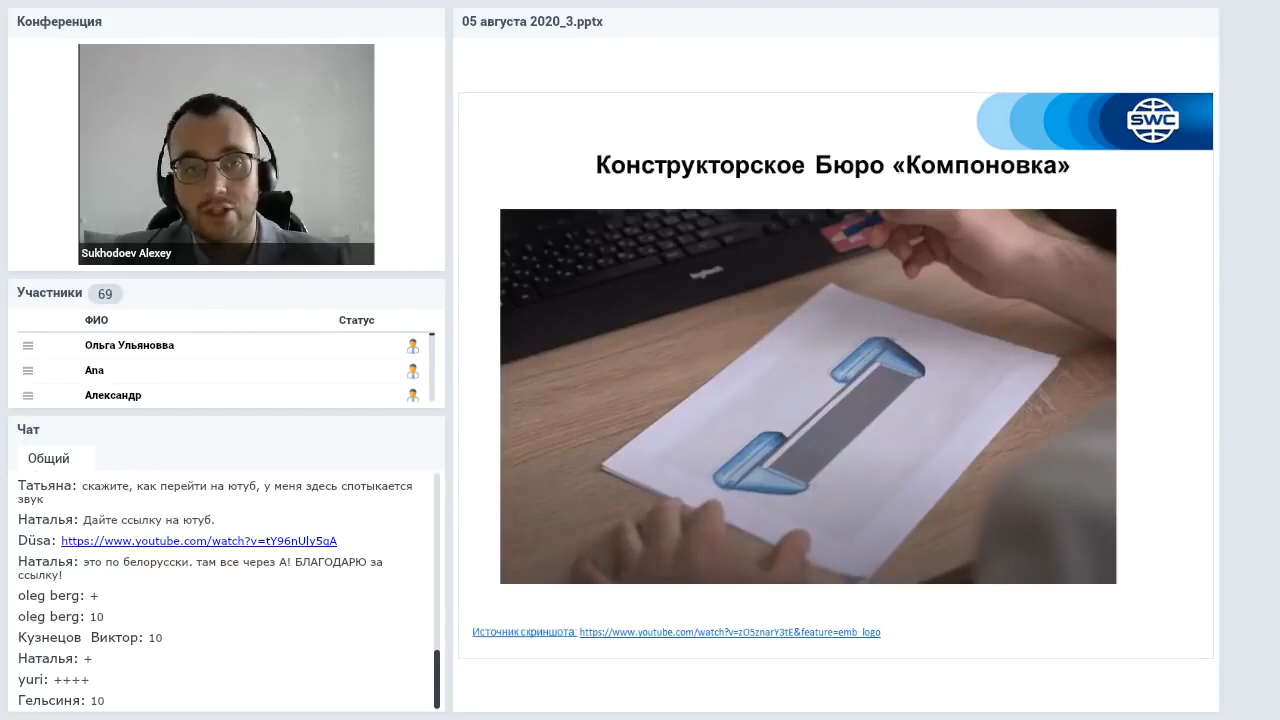 Конференция
Sukhodoev Alexey
Участники 69
ФИО Статус
Ольга Ульяновва
Ana
Александр
Чат
Общий
Татьяна: скажите, как перейти на ютуб, у меня здесь спотыкается
звук
Наталья: Дайте ссылку на ютуб.
Düsa: https://www.youtube.com/watch?v=tY96nUly5qA
Наталья: это по белорусски. там все через А! БЛАГОДАРЮ за
ссылку!
oleg berg: +
oleg berg: 10
Кузнецов Виктор: 10
Наталья: +
yuri: ++++
Гельсиня: 10
05 августа 2020_3.pptx
SWC
Конструкторское Бюро «Компоновка»
logitech
Источник скриншота: https://www.youtube.com/watch?v=zO5znarY3tE&feature=emb_logo